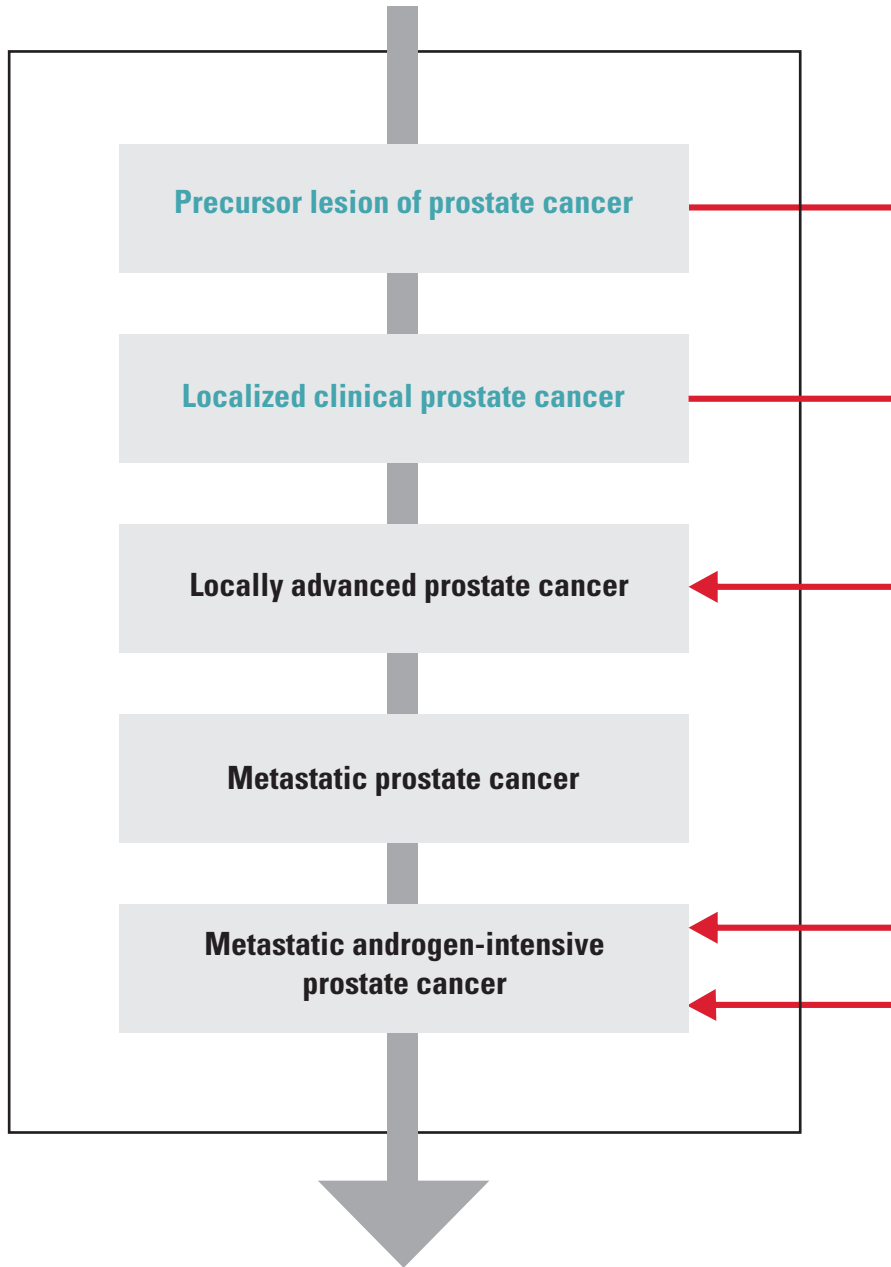 Precursor lesion of prostate cancer
Localized clinical prostate cancer
Locally advanced prostate cancer
Metastatic prostate cancer
Metastatic androgen-intensive
prostate cancer